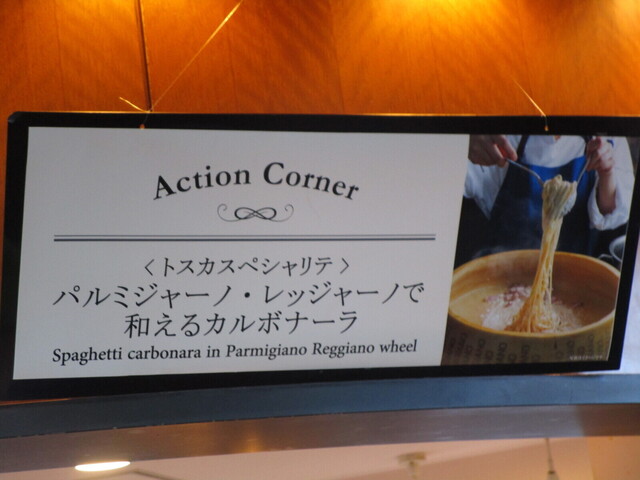 Action Corner
〈トスカスペシャリテ〉
パルミジャーノ・レッジャーノで
和えるカルボナーラ
Spaghetti carbonara in Parmigiano Reggiano wheel